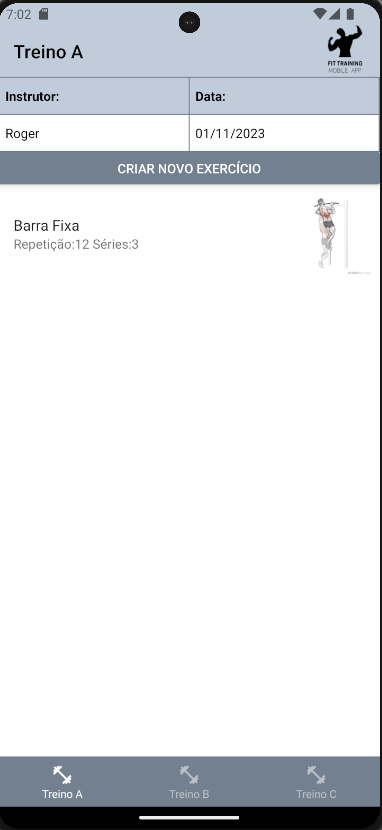 7:02
Treino A
FIT TRAINING
MOBILE APP
Instrutor:
Data:
Roger
01/11/2023
CRIAR NOVO EXERCÍCIO
Barra Fixa
Repetição:12 Séries:3
Treino A
Treino B
Treino C